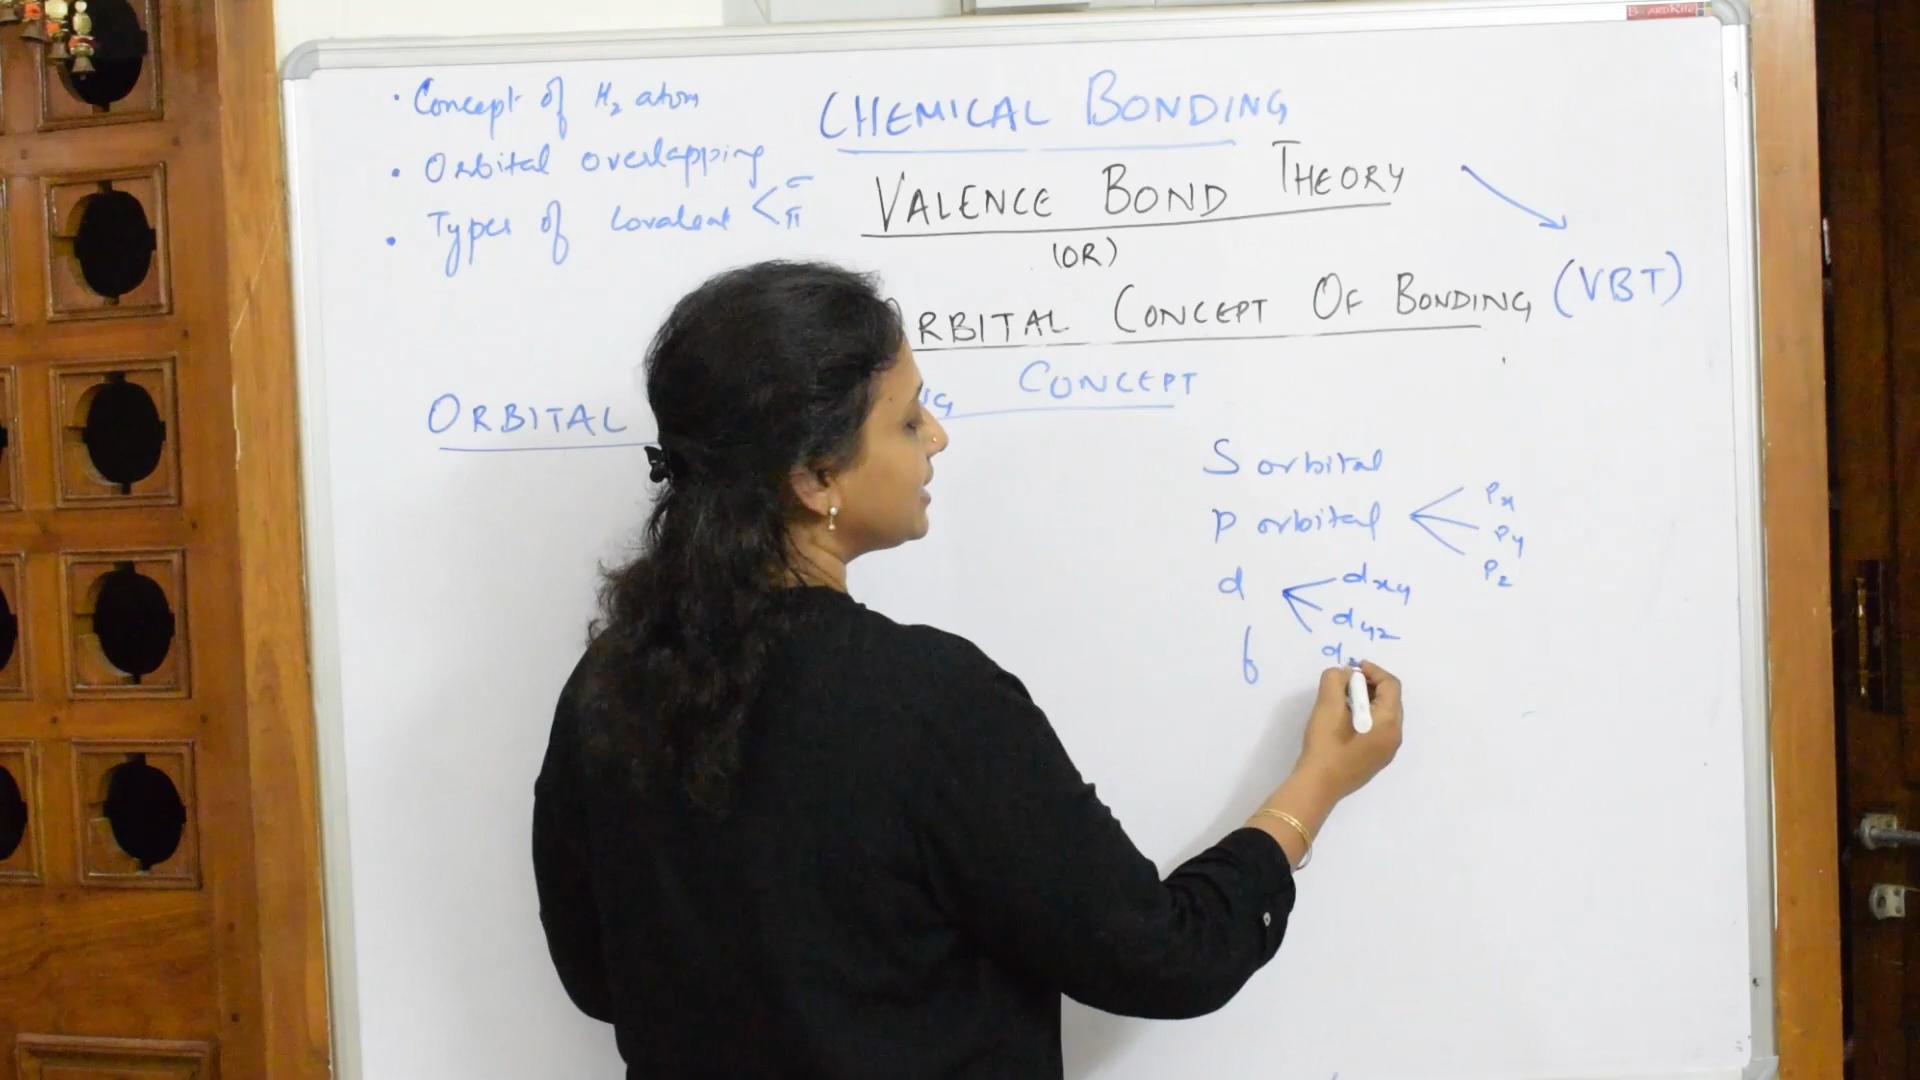 • Concept of H₂ atom
• Orbital overlapping
• Types of Covalent < σ π
CHEMICAL BONDING
VALENCE BOND THEORY
(OR)
RBITAL CONCEPT OF BONDING (VBT)
ORBITAL CONCEPT
S orbital
p orbital
Px
Py
Pz
d
dxy
dyz
f